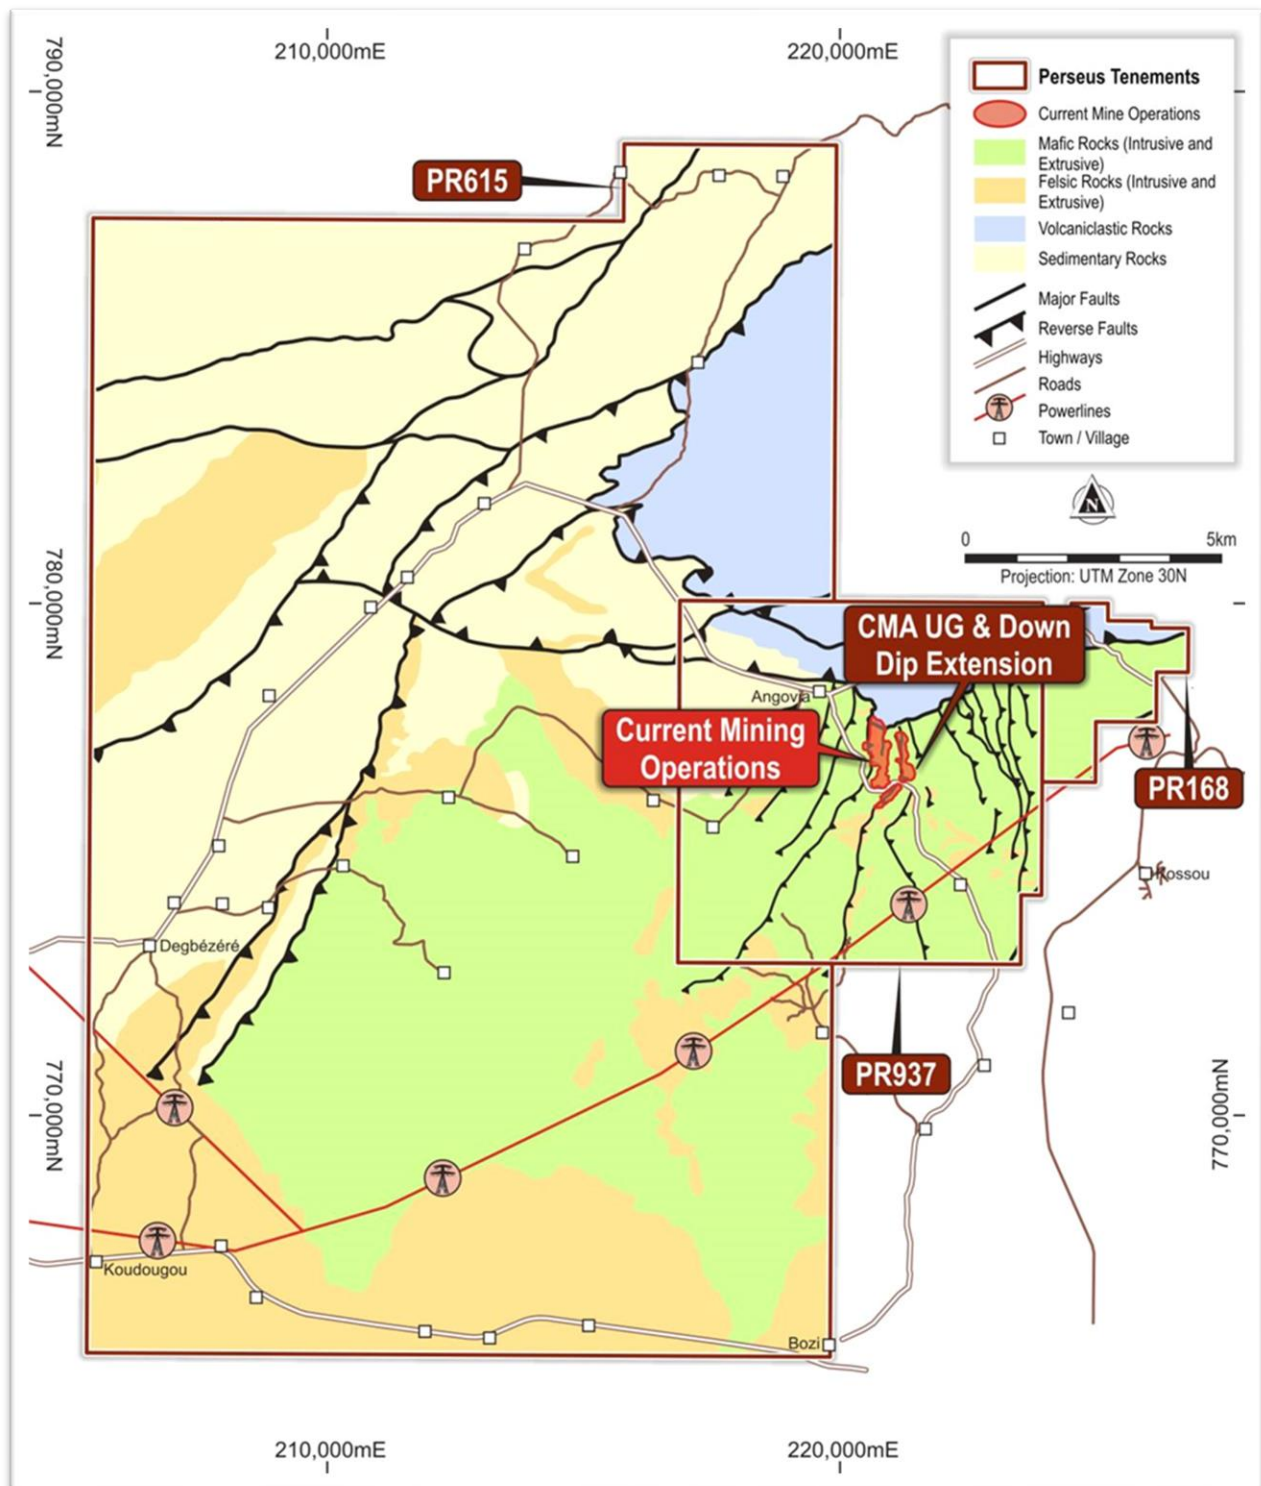 210,000mE
220,000mE
790,000mN
Perseus Tenements
Current Mine Operations
Mafic Rocks (Intrusive and
Extrusive)
Felsic Rocks (Intrusive and
Extrusive)
Volcaniclastic Rocks
Sedimentary Rocks
Major Faults
Reverse Faults
Highways
Roads
Powerlines
Town / Village
PR615
N
0
5km
Projection: UTM Zone 30N
780,000mN
CMA UG & Down
Dip Extension
Angovia
Current Mining
Operations
PR168
Kossou
Degbézéré
PR937
770,000mN
770,000mN
Koudougou
Bozi
210,000mE
220,000mE